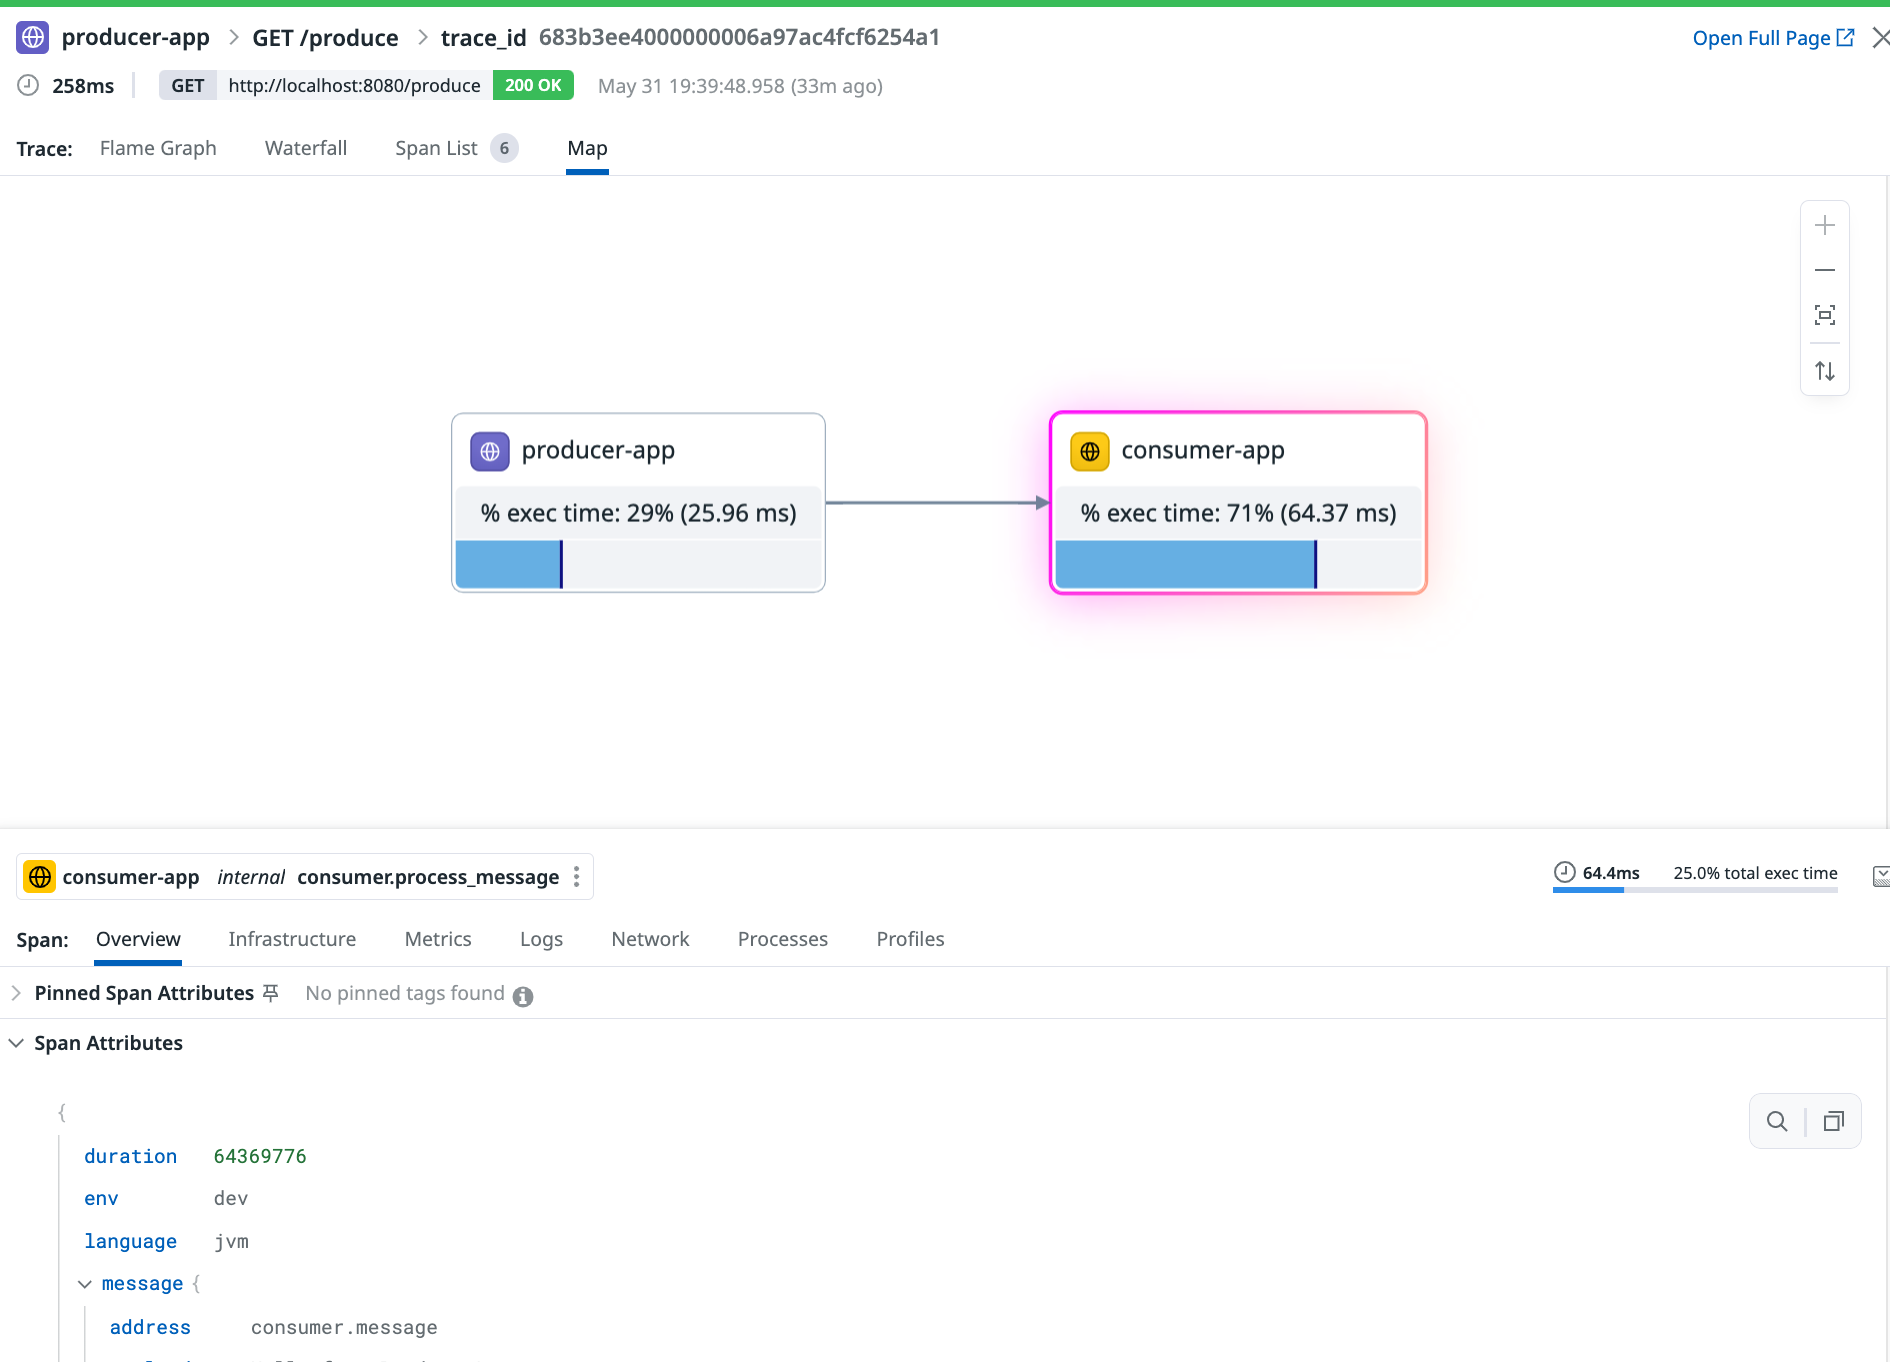 producer-app > GET /produce > trace_id 683b3ee4000000006a97ac4fcf6254a1 Open Full Page
258ms GET http://localhost:8080/produce 200 OK May 31 19:39:48.958 (33m ago)
Trace: Flame Graph Waterfall Span List 6 Map
producer-app
% exec time: 29% (25.96 ms)
consumer-app
% exec time: 71% (64.37 ms)
consumer-app internal consumer.process_message 64.4ms 25.0% total exec time
Span: Overview Infrastructure Metrics Logs Network Processes Profiles
Pinned Span Attributes No pinned tags found
Span Attributes
{
duration 64369776
env dev
language jvm
message {
address consumer.message